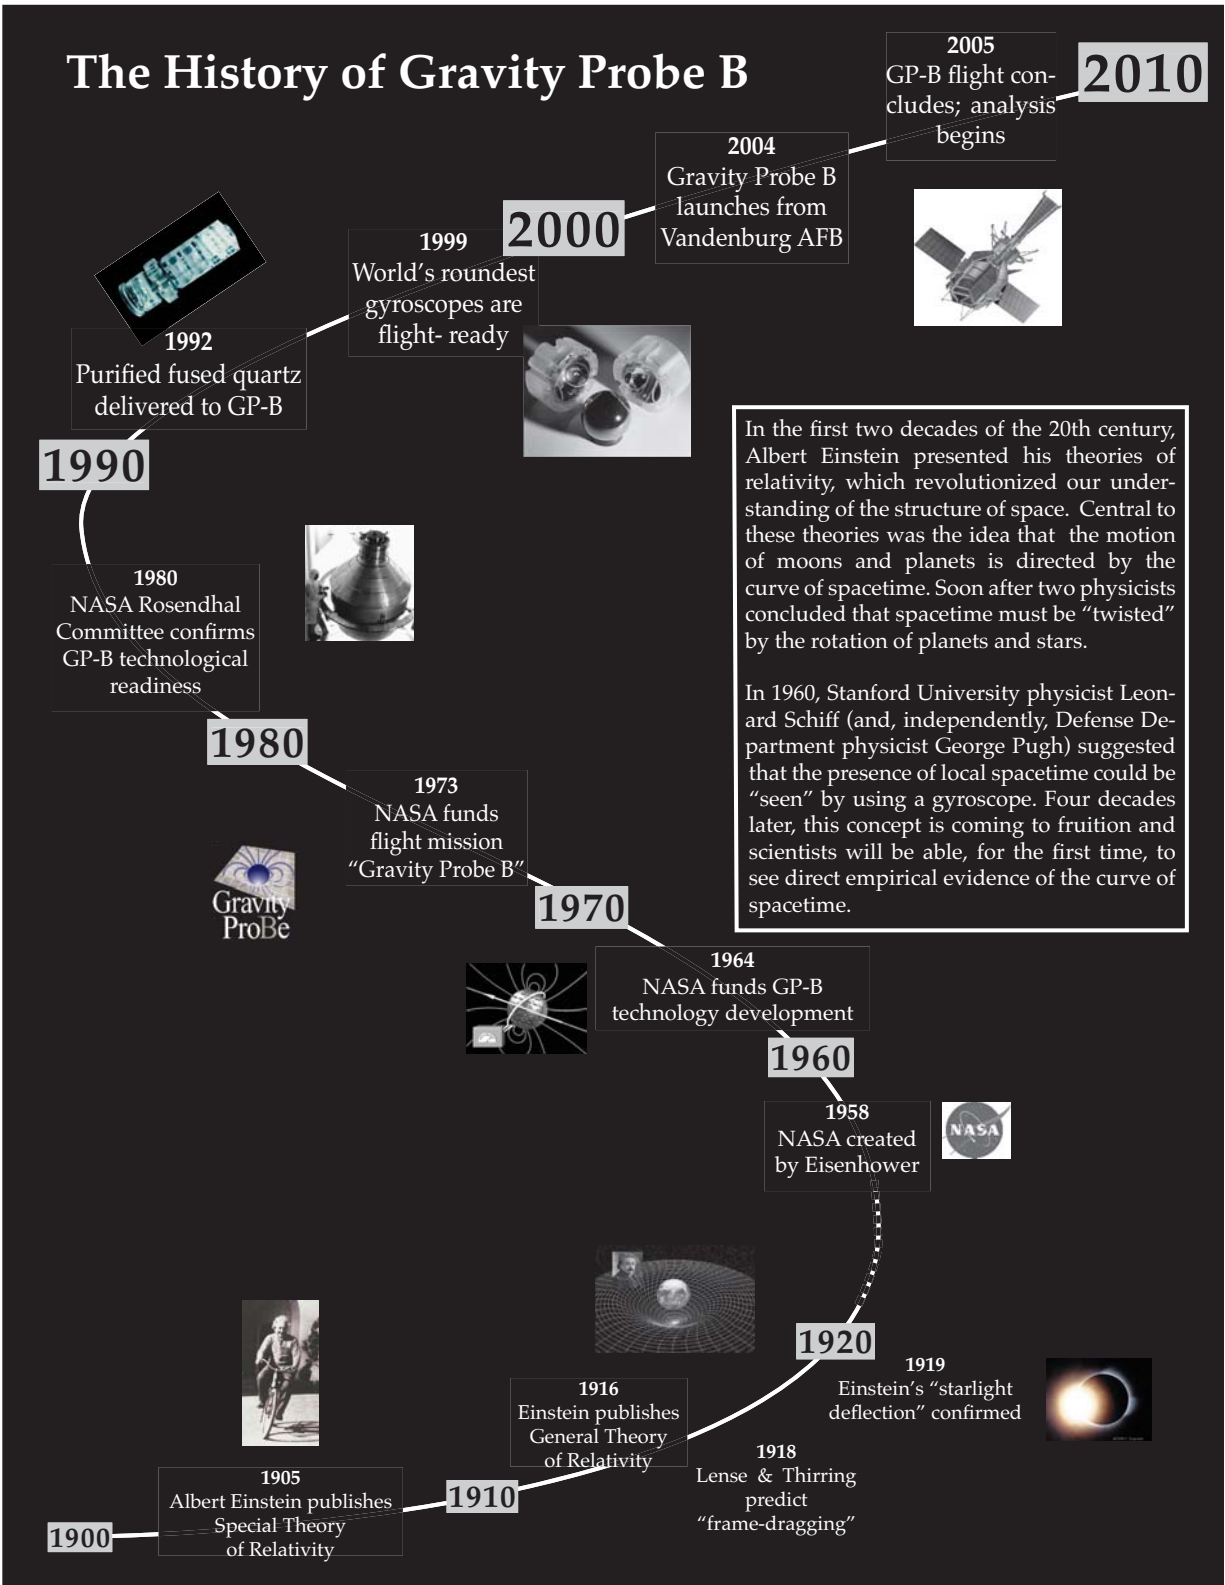 The History of Gravity Probe B
2005
GP-B flight con-
cludes; analysis
begins
2010
2004
Gravity Probe B
launches from
Vandenburg AFB
2000
1999
World's roundest
gyroscopes are
flight- ready
1992
Purified fused quartz
delivered to GP-B
1990
In the first two decades of the 20th century,
Albert Einstein presented his theories of
relativity, which revolutionized our under-
standing of the structure of space. Central to
these theories was the idea that the motion
of moons and planets is directed by the
curve of spacetime. Soon after two physicists
concluded that spacetime must be “twisted”
by the rotation of planets and stars.
In 1960, Stanford University physicist Leon-
ard Schiff (and, independently, Defense De-
partment physicist George Pugh) suggested
that the presence of local spacetime could be
“seen” by using a gyroscope. Four decades
later, this concept is coming to fruition and
scientists will be able, for the first time, to
see direct empirical evidence of the curve of
spacetime.
1980
NASA Rosendhal
Committee confirms
GP-B technological
readiness
1980
1973
NASA funds
flight mission
“Gravity Probe B”
Gravity
ProBe
1970
1964
NASA funds GP-B
technology development
1960
1958
NASA created
by Eisenhower
NASA
1920
1919
Einstein's “starlight
deflection” confirmed
1916
Einstein publishes
General Theory
of Relativity
1918
Lense & Thirring
predict
“frame-dragging”
1910
1905
Albert Einstein publishes
Special Theory
of Relativity
1900